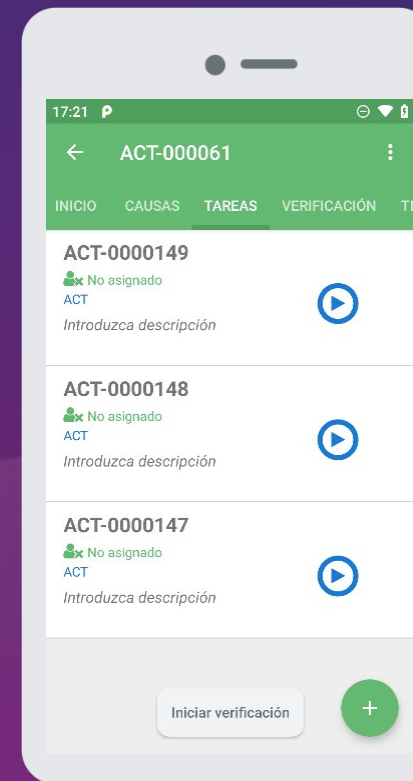 17:21
ACT-000061
INICIO CAUSAS TAREAS VERIFICACIÓN
ACT-0000149
No asignado
ACT
Introduzca descripción
ACT-0000148
No asignado
ACT
Introduzca descripción
ACT-0000147
No asignado
ACT
Introduzca descripción
Iniciar verificación